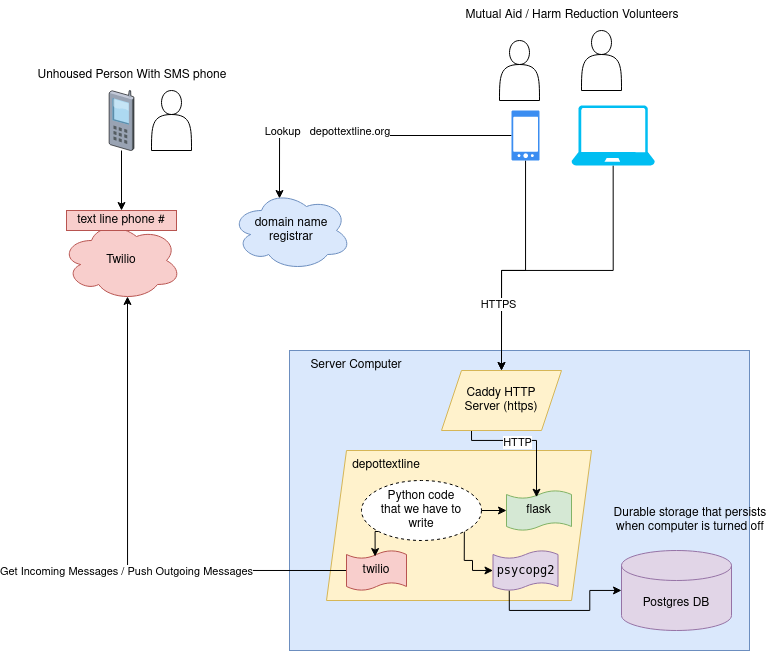 Mutual Aid / Harm Reduction Volunteers
Unhoused Person With SMS phone
Lookup depottextline.org
text line phone #
domain name
registrar
Twilio
HTTPS
Server Computer
Caddy HTTP
Server (https)
HTTP
depottextline
Python code
that we have to
write
flask
Durable storage that persists
when computer is turned off
Get Incoming Messages / Push Outgoing Messages
twilio
psycopg2
Postgres DB